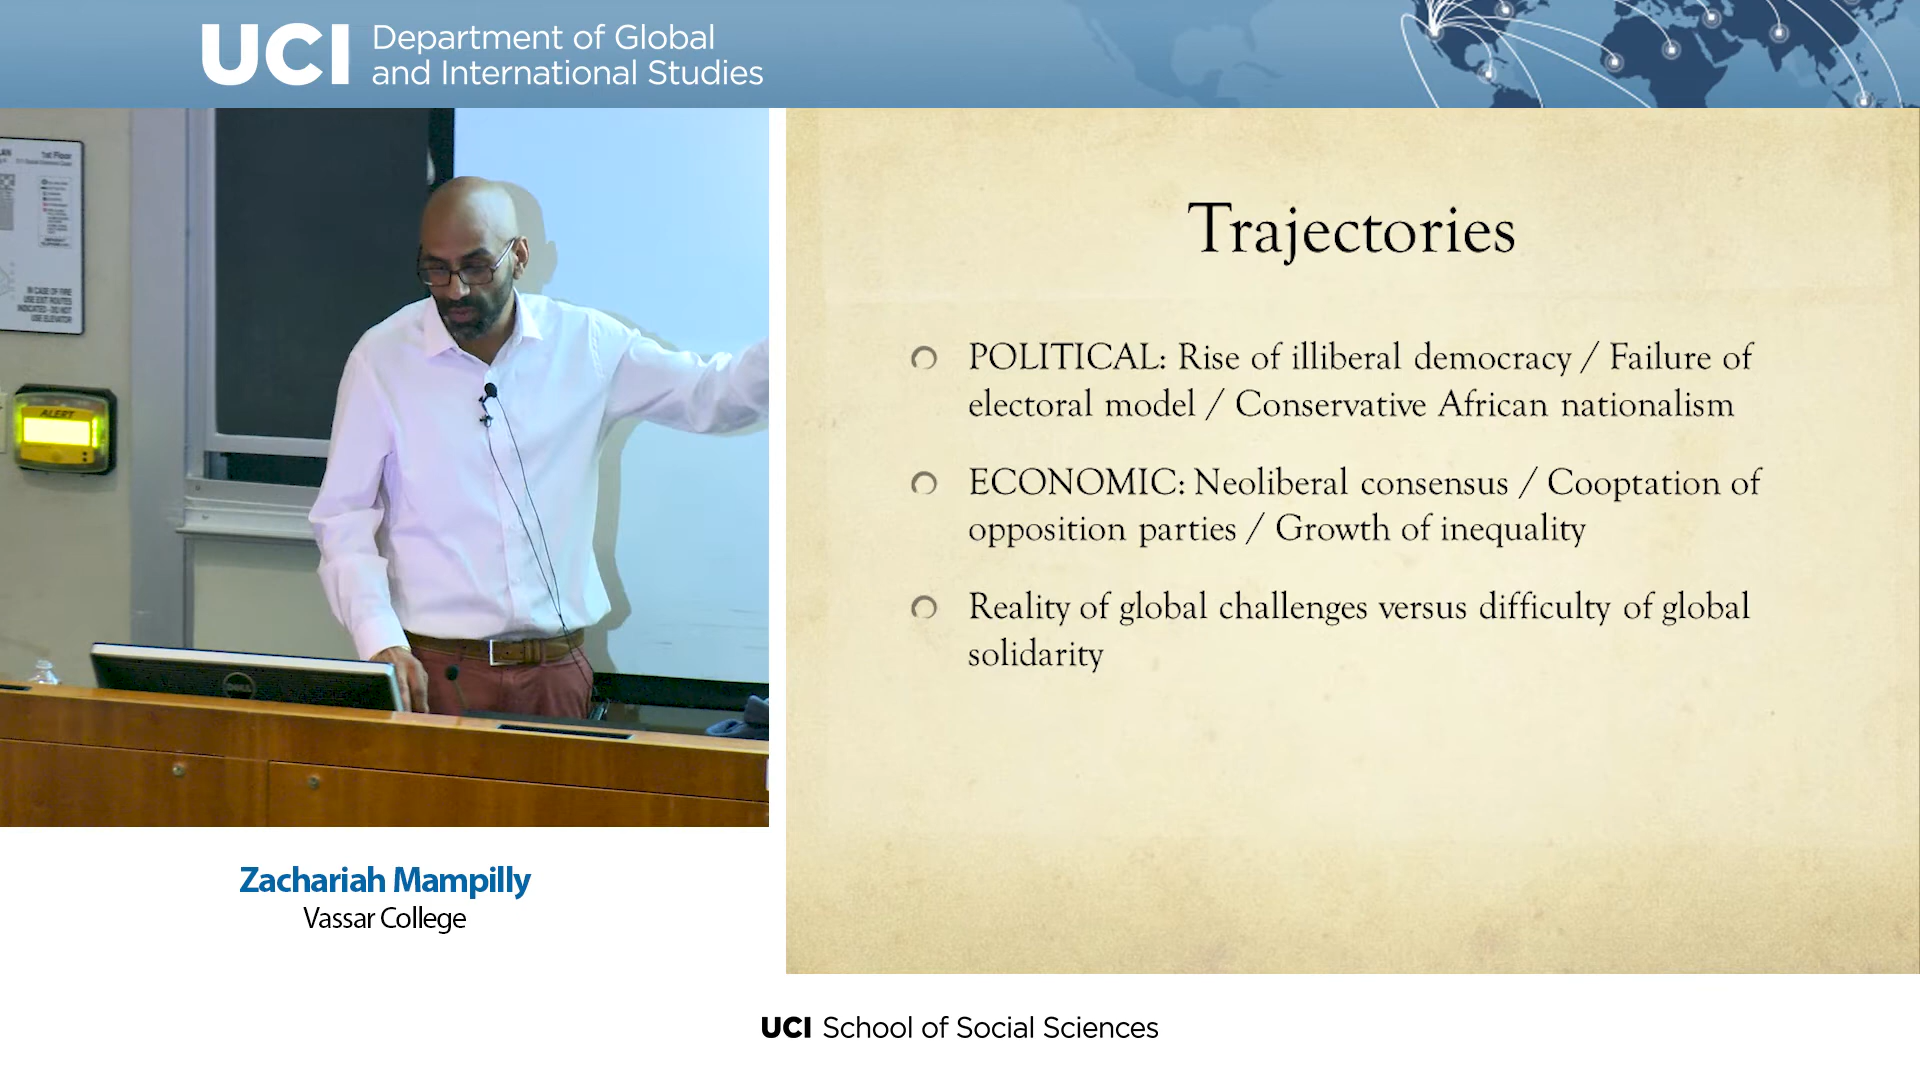 UCI Department of Global
and International Studies
1st Floor
IN CASE OF FIRE
USE EXIT ROUTES
INDICATED - DO NOT
USE ELEVATOR
ALERT
DELL
Trajectories
POLITICAL: Rise of illiberal democracy / Failure of
electoral model / Conservative African nationalism
ECONOMIC: Neoliberal consensus / Cooptation of
opposition parties / Growth of inequality
Reality of global challenges versus difficulty of global
solidarity
Zachariah Mampilly
Vassar College
UCI School of Social Sciences